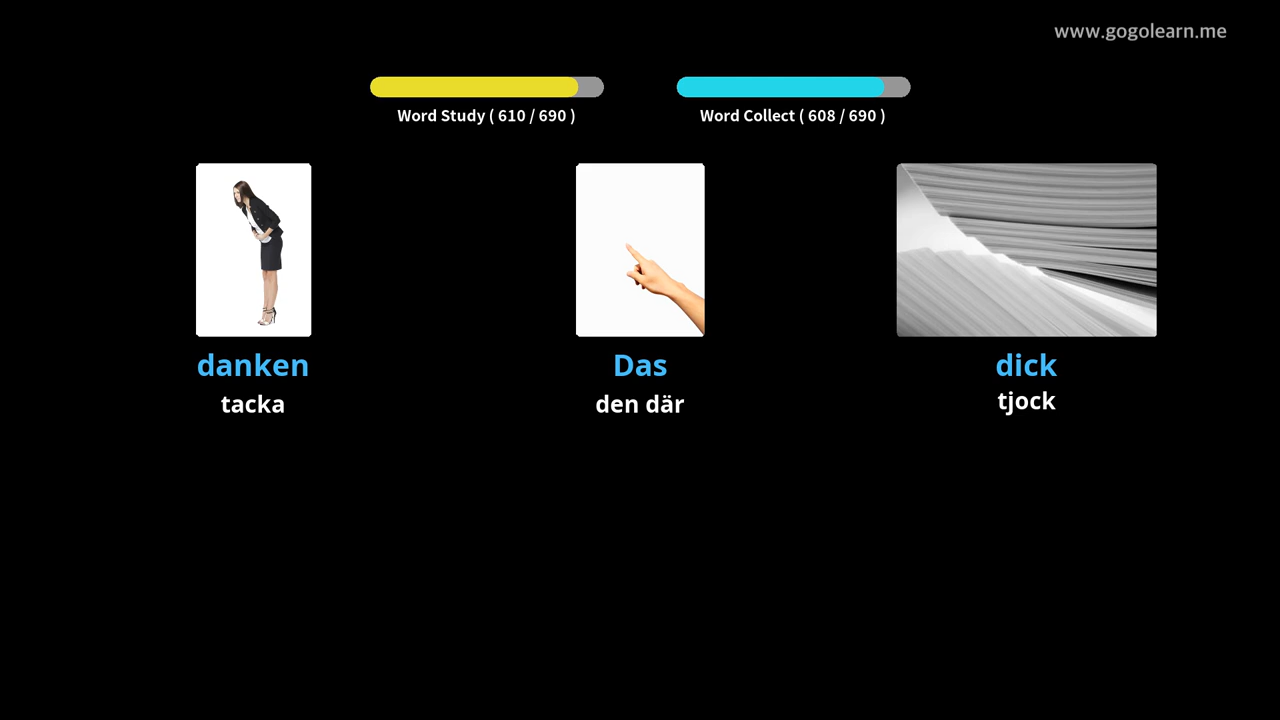 www.gogolearn.me
Word Study ( 610 / 690 )
Word Collect ( 608 / 690 )
danken
tacka
Das
den där
dick
tjock